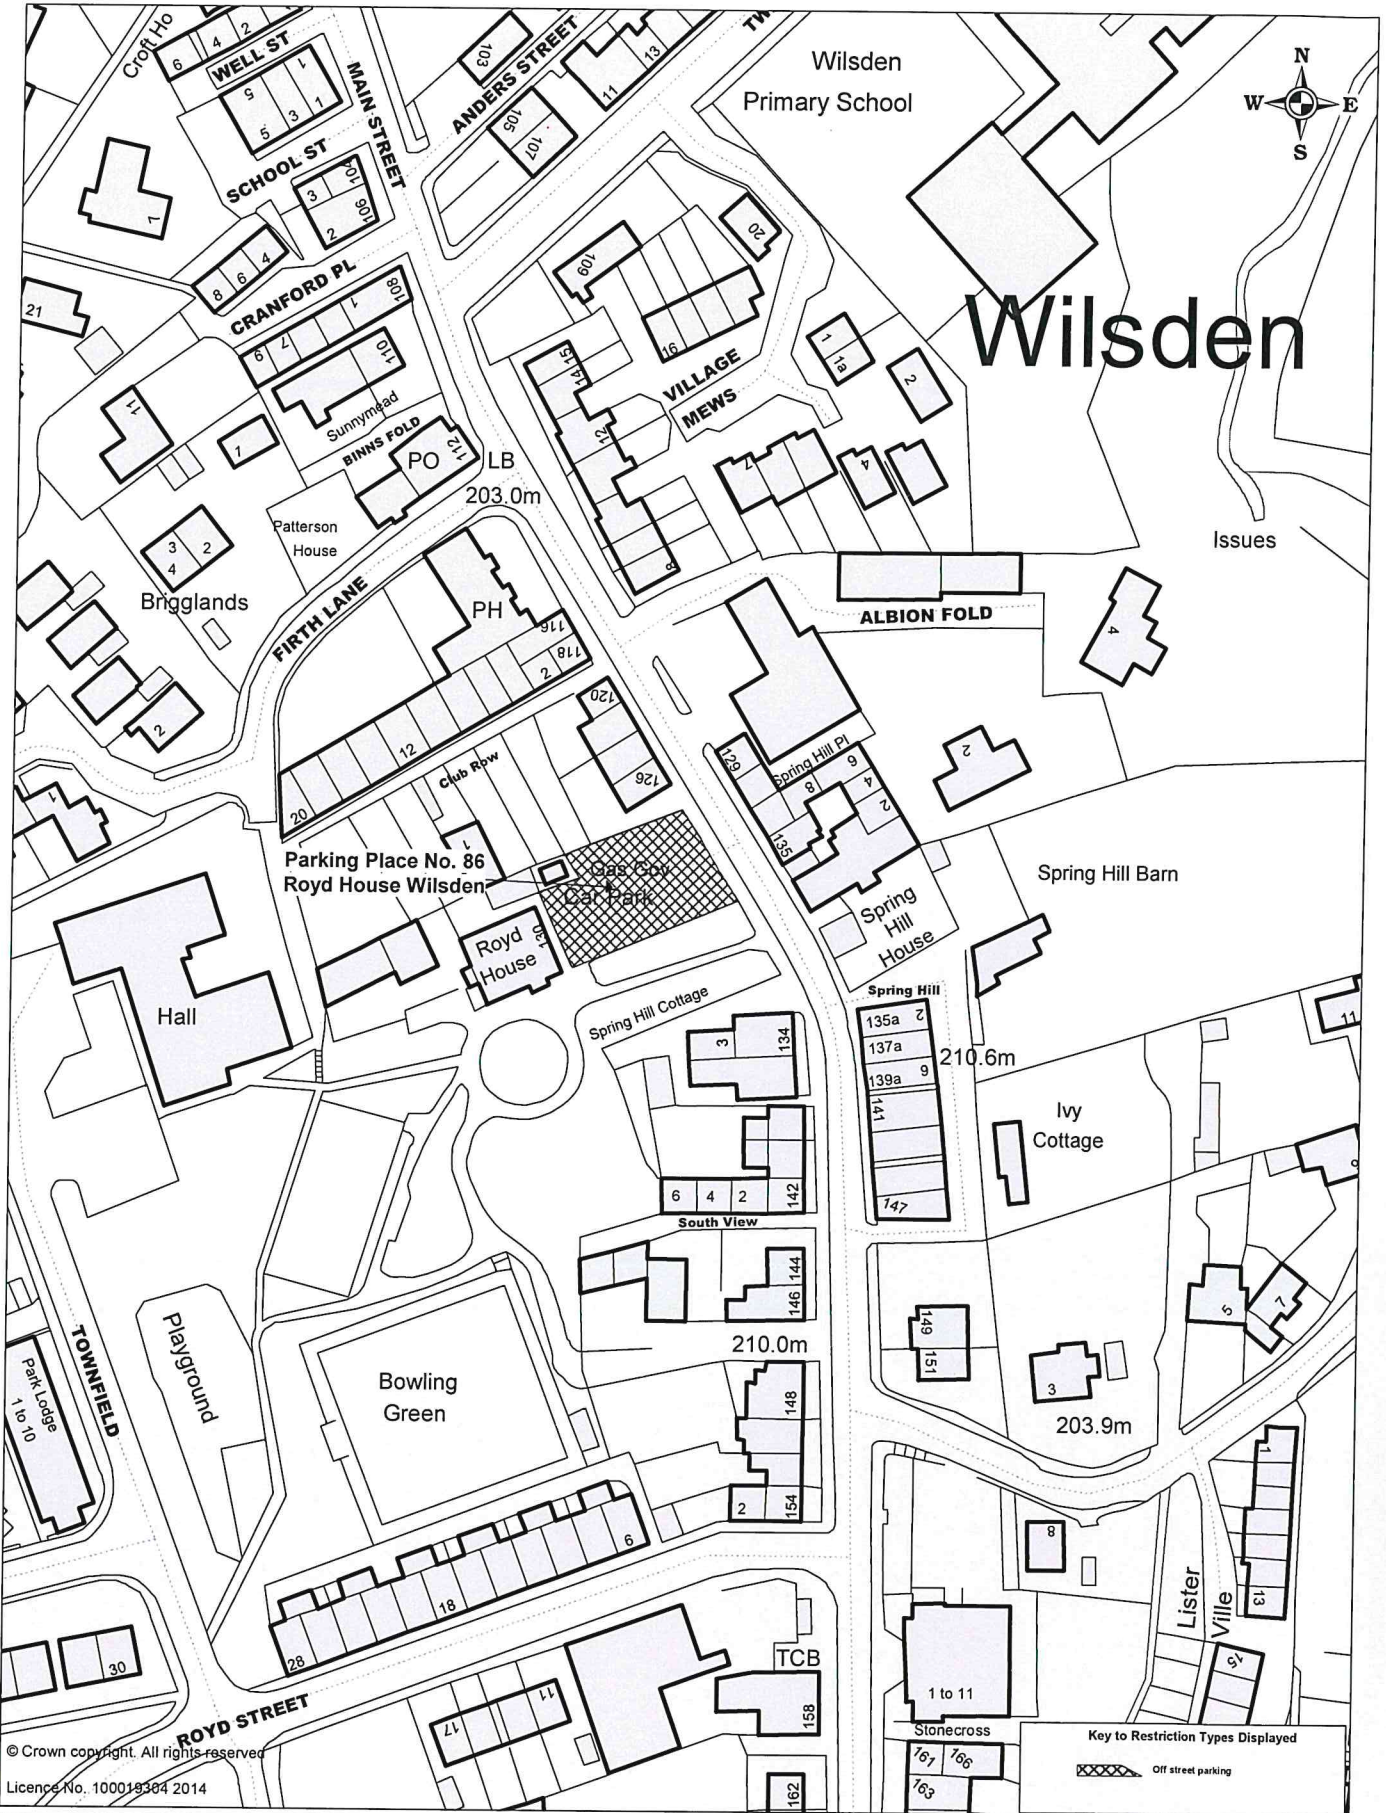 Croft Ho
6
4
2
WELL ST
5
1
5
3
1
MAIN STREET
103
ANDERS STREET
11
13
TW
Wilsden
Primary School
N
W
E
S
105
107
SCHOOL ST
3
104
106
2
7
8
6
4
CRANFORD PL
21
9
7
1
108
110
Sunnymead
109
20
16
VILLAGE
MEWS
1
1a
2
Wilsden
11
1
BINNS FOLD
PO
112
LB
203.0m
14
15
12
8
7
4
Patterson
House
3
2
4
Brigglands
FIRTH LANE
PH
116
118
2
Issues
ALBION FOLD
4
2
120
126
12
20
Club Row
1
1
129
Spring Hill Pl
6
8
4
2
135
2
Parking Place No. 86
Royd House Wilsden
Gas Gov
Car Park
Spring Hill Barn
Spring
Hill
House
Royd
House
130
Hall
Spring Hill Cottage
Spring Hill
135a
2
137a
139a
6
141
147
210.6m
3
134
11
Ivy
Cottage
9
6
4
2
142
South View
144
146
210.0m
149
151
3
5
7
203.9m
TOWNFIELD
Playground
Park Lodge
1 to 10
Bowling
Green
148
2
154
6
18
28
30
8
1
13
Lister
Ville
15
ROYD STREET
17
11
TCB
158
162
1 to 11
Stonecross
161
166
163
© Crown copyright. All rights reserved
Licence No. 100019304 2014
Key to Restriction Types Displayed
Off street parking